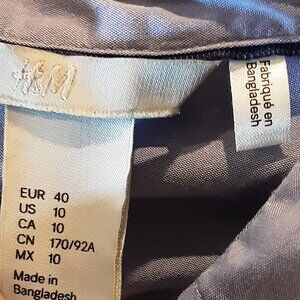 H&M
EUR 40
US 10
CA 10
CN 170/92A
MX 10
Made in
Bangladesh
Fabriqué en
Bangladesh